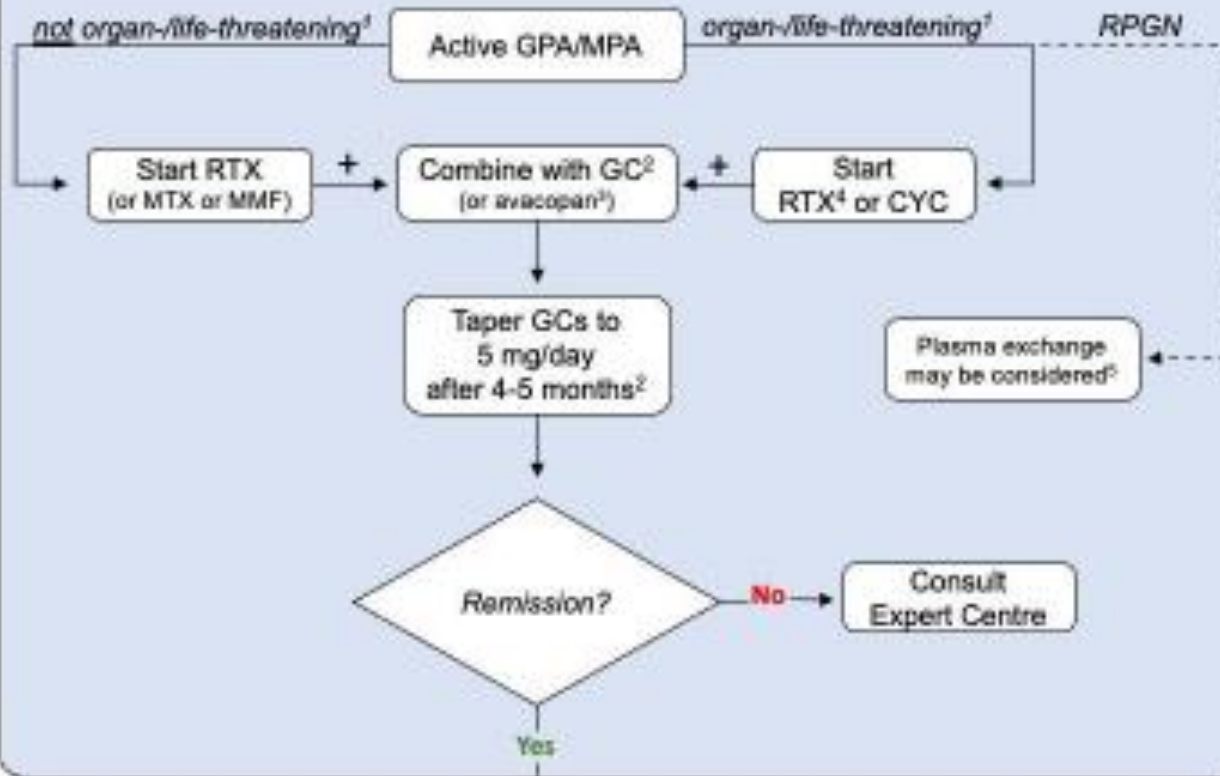 not organ-/life-threatening¹
Active GPA/MPA
organ-/life-threatening¹
RPGN
Start RTX
(or MTX or MMF)
+
Combine with GC²
(or avacopan³)
+
Start
RTX⁴ or CYC
Taper GCs to
5 mg/day
after 4-5 months²
Plasma exchange
may be considered⁵
Remission?
No
Consult
Expert Centre
Yes